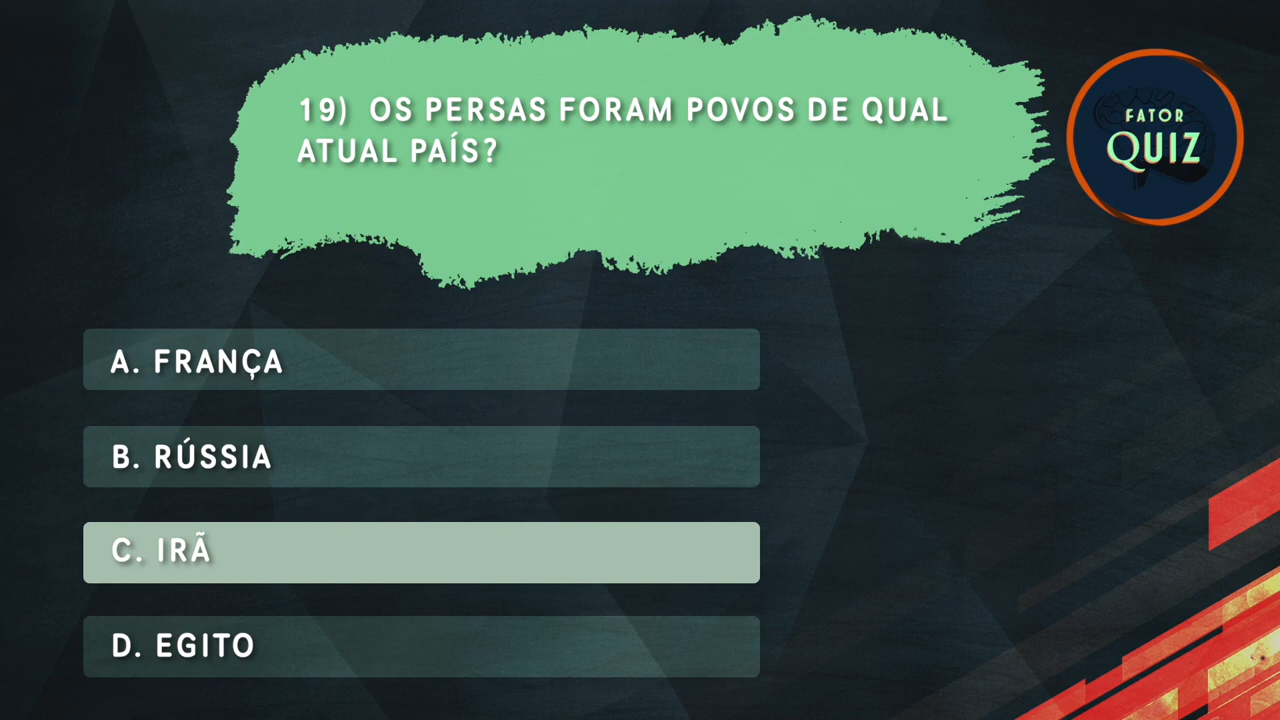 19) OS PERSAS FORAM POVOS DE QUAL
ATUAL PAÍS?
FATOR
QUIZ
A. FRANÇA
B. RÚSSIA
C. IRÃ
D. EGITO